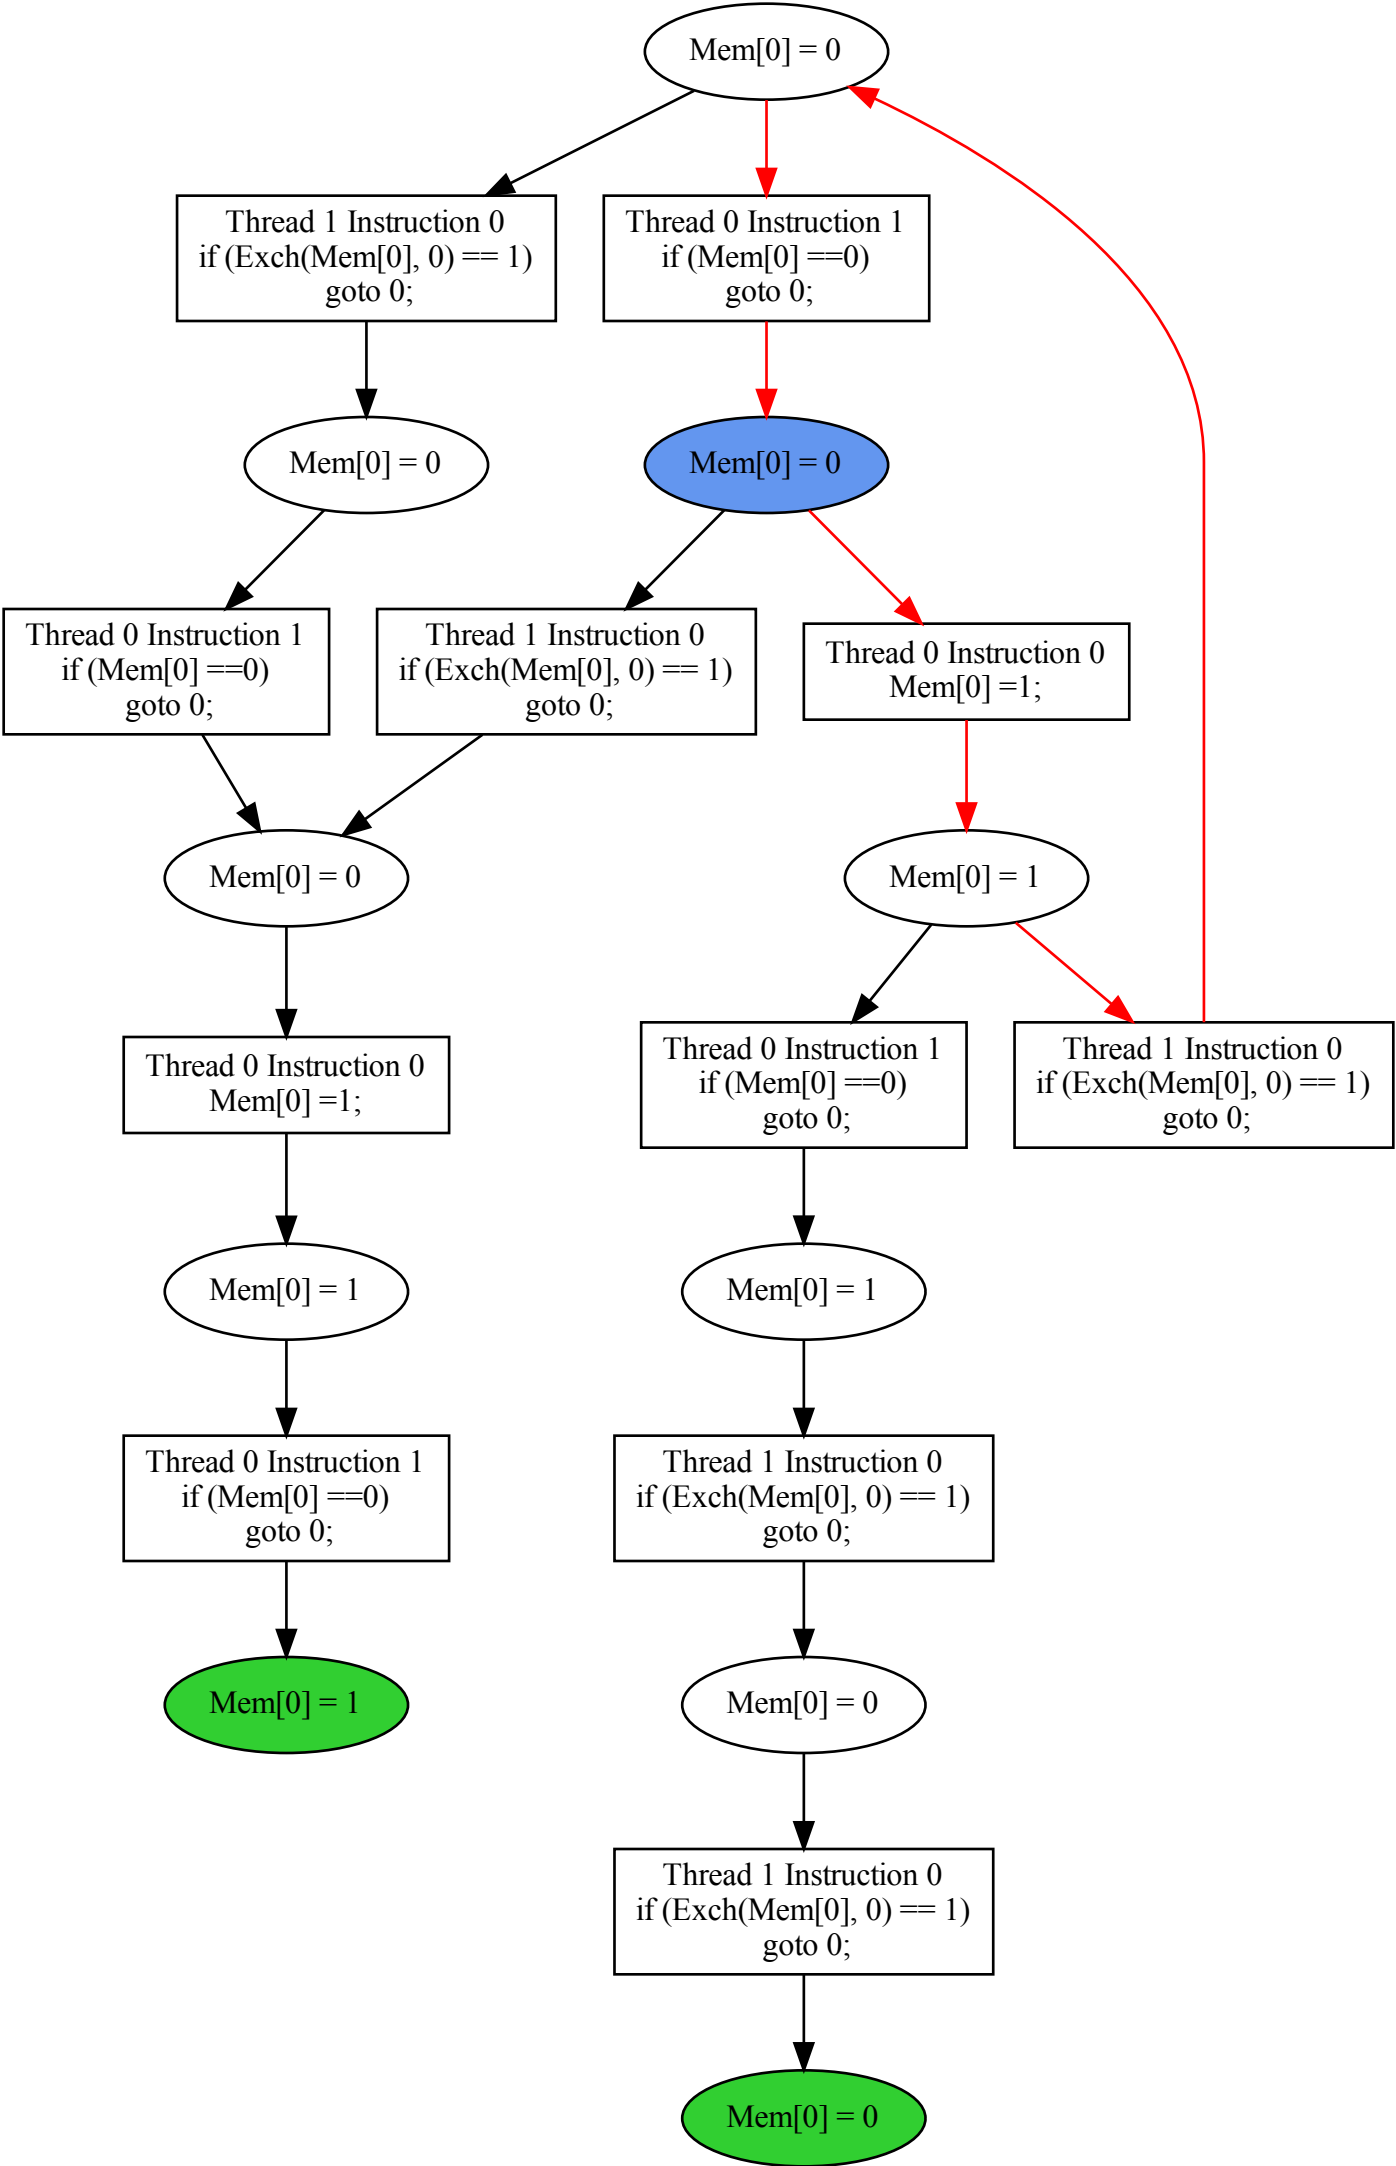 Mem[0] = 0
Thread 1 Instruction 0
if (Exch(Mem[0], 0) == 1)
goto 0;
Thread 0 Instruction 1
if (Mem[0] ==0)
goto 0;
Mem[0] = 0
Mem[0] = 0
Thread 0 Instruction 1
if (Mem[0] ==0)
goto 0;
Thread 1 Instruction 0
if (Exch(Mem[0], 0) == 1)
goto 0;
Thread 0 Instruction 0
Mem[0] =1;
Mem[0] = 0
Mem[0] = 1
Thread 0 Instruction 0
Mem[0] =1;
Thread 0 Instruction 1
if (Mem[0] ==0)
goto 0;
Thread 1 Instruction 0
if (Exch(Mem[0], 0) == 1)
goto 0;
Mem[0] = 1
Mem[0] = 1
Thread 0 Instruction 1
if (Mem[0] ==0)
goto 0;
Thread 1 Instruction 0
if (Exch(Mem[0], 0) == 1)
goto 0;
Mem[0] = 1
Mem[0] = 0
Thread 1 Instruction 0
if (Exch(Mem[0], 0) == 1)
goto 0;
Mem[0] = 0